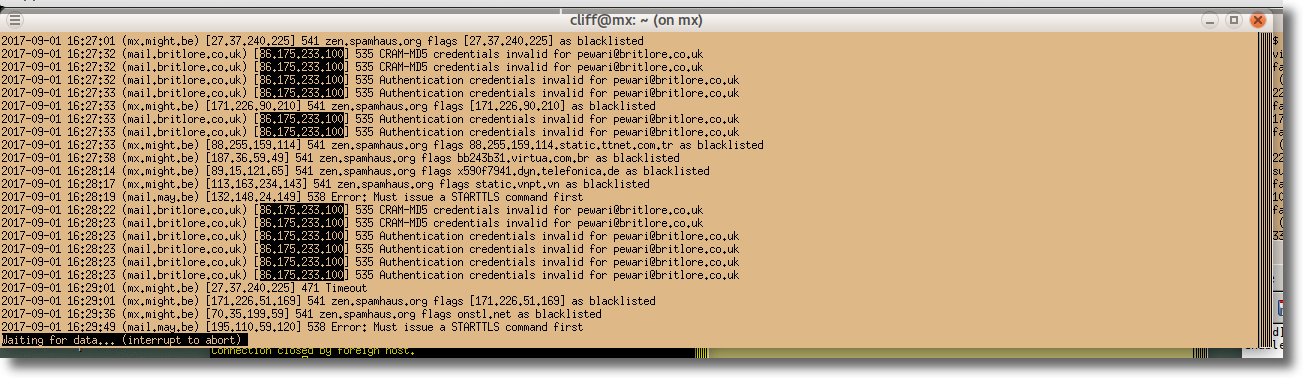 cliff@mx: ~ (on mx)
2017-09-01 16:27:01 (mx.might.be) [27.37.240.225] 541 zen.spamhaus.org flags [27.37.240.225] as blacklisted
2017-09-01 16:27:32 (mail.britlore.co.uk) [86.175.233.100] 535 CRAM-MD5 credentials invalid for pewari@britlore.co.uk
2017-09-01 16:27:32 (mail.britlore.co.uk) [86.175.233.100] 535 CRAM-MD5 credentials invalid for pewari@britlore.co.uk
2017-09-01 16:27:32 (mail.britlore.co.uk) [86.175.233.100] 535 Authentication credentials invalid for pewari@britlore.co.uk
2017-09-01 16:27:33 (mail.britlore.co.uk) [86.175.233.100] 535 Authentication credentials invalid for pewari@britlore.co.uk
2017-09-01 16:27:33 (mx.might.be) [171.226.90.210] 541 zen.spamhaus.org flags [171.226.90.210] as blacklisted
2017-09-01 16:27:33 (mail.britlore.co.uk) [86.175.233.100] 535 Authentication credentials invalid for pewari@britlore.co.uk
2017-09-01 16:27:33 (mail.britlore.co.uk) [86.175.233.100] 535 Authentication credentials invalid for pewari@britlore.co.uk
2017-09-01 16:27:33 (mx.might.be) [88.255.159.114] 541 zen.spamhaus.org flags 88.255.159.114.static.ttnet.com.tr as blacklisted
2017-09-01 16:27:38 (mx.might.be) [187.36.59.49] 541 zen.spamhaus.org flags bb243b31.virtua.com.br as blacklisted
2017-09-01 16:28:14 (mx.might.be) [89.15.121.65] 541 zen.spamhaus.org flags x590f7941.dyn.telefonica.de as blacklisted
2017-09-01 16:28:17 (mx.might.be) [113.163.234.143] 541 zen.spamhaus.org flags static.vnpt.vn as blacklisted
2017-09-01 16:28:19 (mail.may.be) [132.148.24.149] 538 Error: Must issue a STARTTLS command first
2017-09-01 16:28:22 (mail.britlore.co.uk) [86.175.233.100] 535 CRAM-MD5 credentials invalid for pewari@britlore.co.uk
2017-09-01 16:28:23 (mail.britlore.co.uk) [86.175.233.100] 535 CRAM-MD5 credentials invalid for pewari@britlore.co.uk
2017-09-01 16:28:23 (mail.britlore.co.uk) [86.175.233.100] 535 Authentication credentials invalid for pewari@britlore.co.uk
2017-09-01 16:28:23 (mail.britlore.co.uk) [86.175.233.100] 535 Authentication credentials invalid for pewari@britlore.co.uk
2017-09-01 16:28:23 (mail.britlore.co.uk) [86.175.233.100] 535 Authentication credentials invalid for pewari@britlore.co.uk
2017-09-01 16:28:23 (mail.britlore.co.uk) [86.175.233.100] 535 Authentication credentials invalid for pewari@britlore.co.uk
2017-09-01 16:29:01 (mx.might.be) [27.37.240.225] 471 Timeout
2017-09-01 16:29:01 (mx.might.be) [171.226.51.169] 541 zen.spamhaus.org flags [171.226.51.169] as blacklisted
2017-09-01 16:29:36 (mx.might.be) [70.35.199.59] 541 zen.spamhaus.org flags onstl.net as blacklisted
2017-09-01 16:29:49 (mail.may.be) [195.110.59.120] 538 Error: Must issue a STARTTLS command first
Waiting for data... (interrupt to abort)
Connection closed by foreign host.